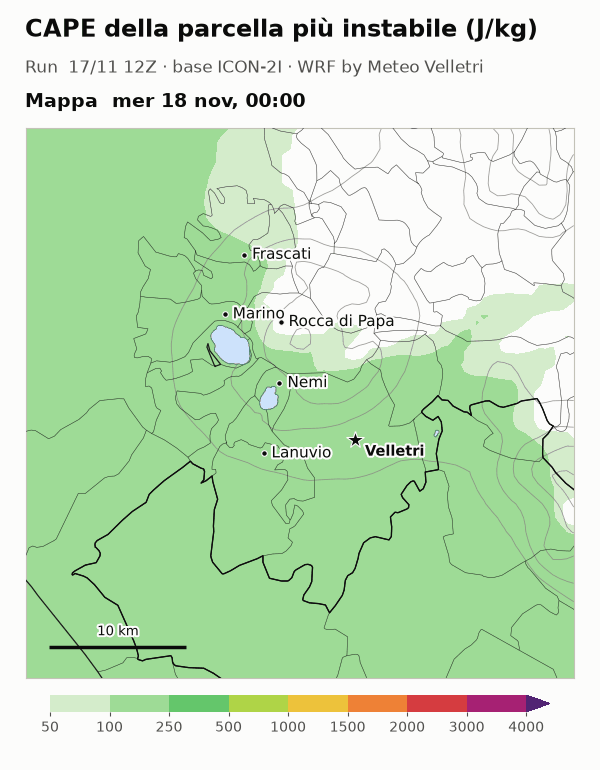 CAPE della parcella più instabile (J/kg)
Run  17/11 12Z · base ICON-2I · WRF by Meteo Velletri
Mappa  mer 18 nov, 00:00
Frascati
Marino
Rocca di Papa
Nemi
Velletri
Lanuvio
10 km
50 100 250 500 1000 1500 2000 3000 4000